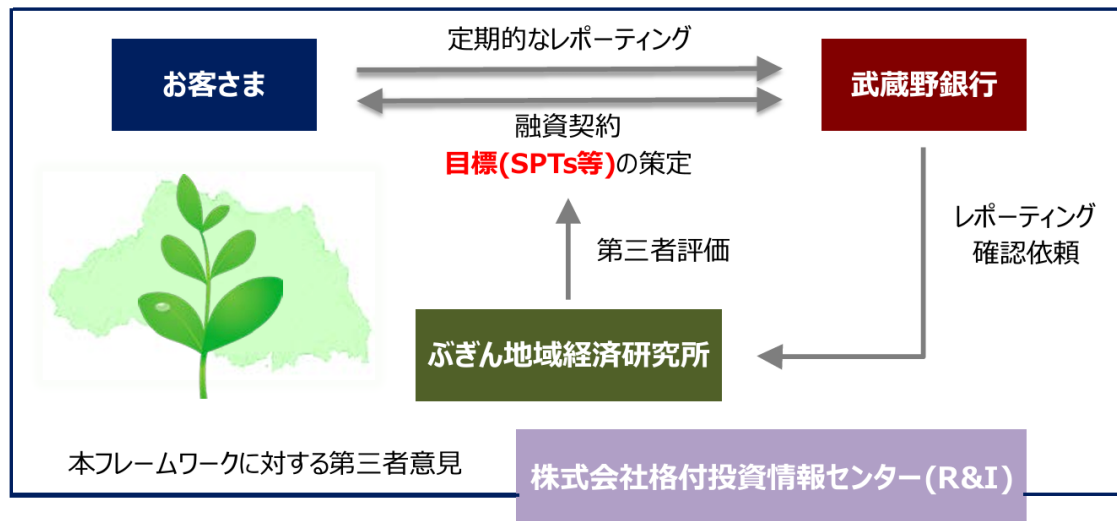 定期的なレポーティング
お客さま
武蔵野銀行
融資契約
目標(SPTs等)の策定
第三者評価
レポーティング
確認依頼
ぶぎん地域経済研究所
本フレームワークに対する第三者意見
株式会社格付投資情報センター(R&I)